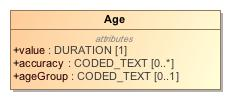 Age
attributes
+value : DURATION [1]
+accuracy : CODED_TEXT [0..*]
+ageGroup : CODED_TEXT [0..1]